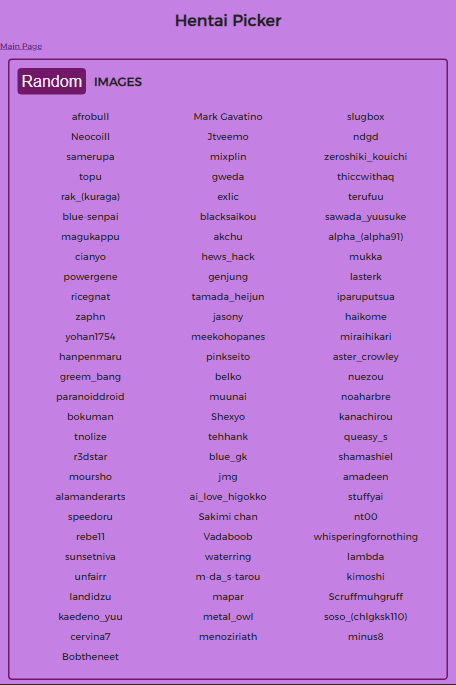 Hentai Picker
Main Page
Random IMAGES
afrobull Mark Gavatino slugbox
Neocoill Jtveemo ndgd
samerupa mixplin zeroshiki_kouichi
topu gweda thiccwithaq
rak_(kuraga) exlic terufuu
blue-senpai blacksaikou sawada_yuusuke
magukappu akchu alpha_(alpha91)
cianyo hews_hack mukka
powergene genjung lasterk
ricegnat tamada_heijun iparuputsua
zaphn jasony haikome
yohan1754 meekohopanes miraihikari
hanpenmaru pinkseito aster_crowley
greem_bang belko nuezou
paranoiddroid muunai noaharbre
bokuman Shexyo kanachirou
tnolize tehhank queasy_s
r3dstar blue_gk shamashiel
moursho jmg amadeen
alamanderarts ai_love_higokko stuffyai
speedoru Sakimi chan nt00
rebe11 Vadaboob whisperingfornothing
sunsetniva waterring lambda
unfairr m-da_s-tarou kimoshi
landidzu mapar Scruffmuhgruff
kaedeno_yuu metal_owl soso_(chlgksk110)
cervina7 menoziriath minus8
Bobtheneet